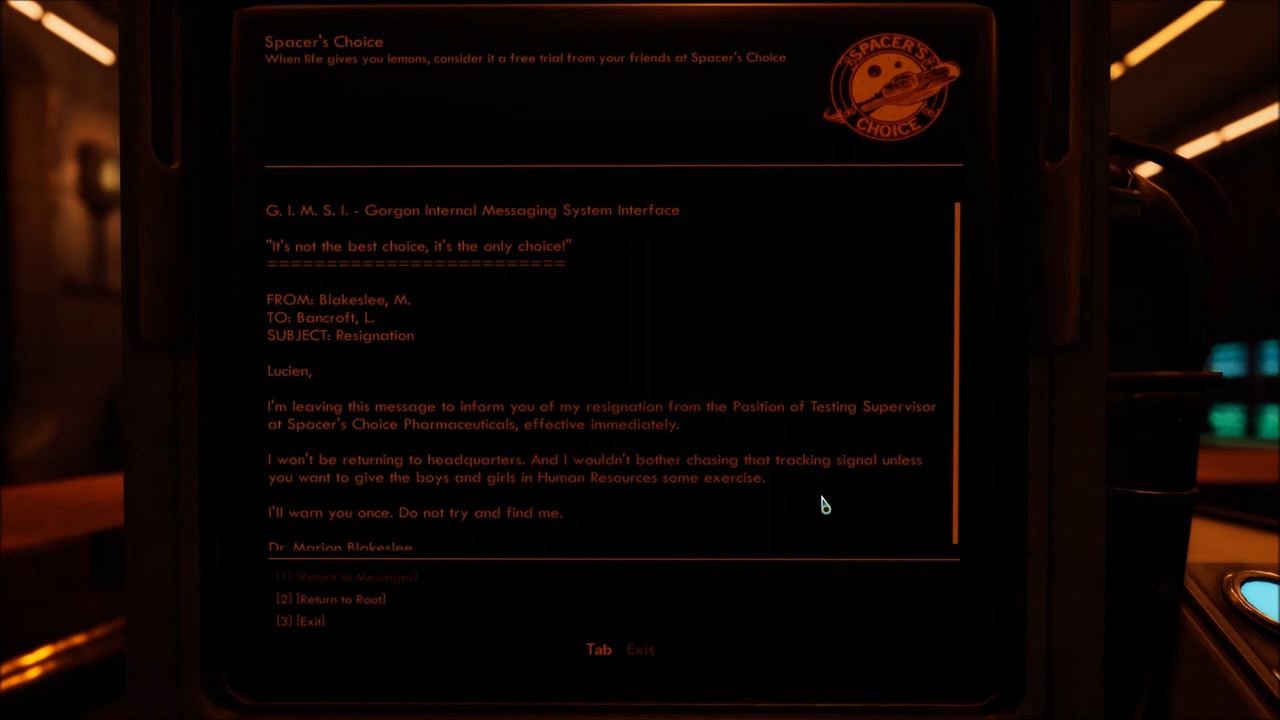 Spacer's Choice
When life gives you lemons, consider it a free trial from your friends at Spacer's Choice
SPACER'S
CHOICE
G. I. M. S. I. - Gorgon Internal Messaging System Interface
"It's not the best choice, it's the only choice!"
=========================
FROM: Blakeslee, M.
TO: Bancroft, L.
SUBJECT: Resignation
Lucien,
I'm leaving this message to inform you of my resignation from the Position of Testing Supervisor
at Spacer's Choice Pharmaceuticals, effective immediately.
I won't be returning to headquarters. And I wouldn't bother chasing that tracking signal unless
you want to give the boys and girls in Human Resources some exercise.
I'll warn you once. Do not try and find me.
Dr. Marion Blakeslee
[1] [Return to Messages]
[2] [Return to Root]
[3] [Exit]
Tab Exit